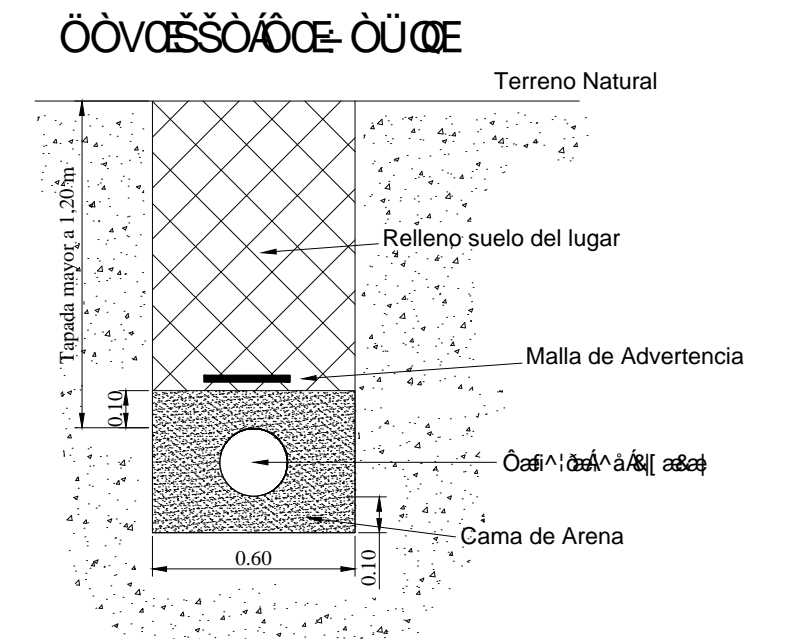 Terreno Natural
Tapada mayor a 1,20 m
Relleno suelo del lugar
Malla de Advertencia
0.10
Cama de Arena
0.60
0.10